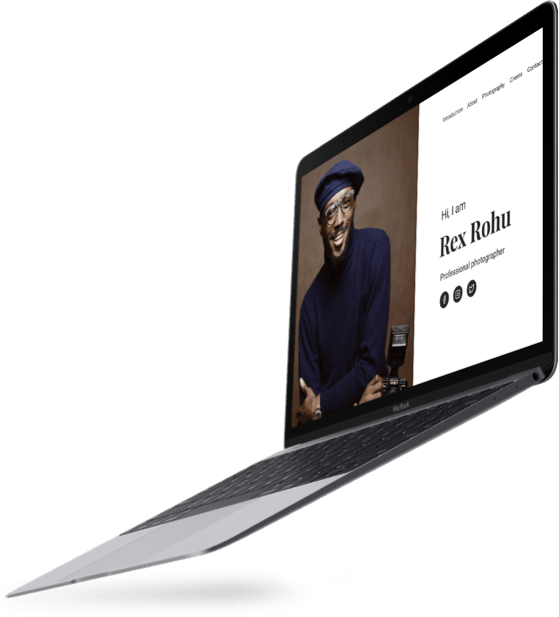 Introduction About Photography Clients Contact
Hi, I am
Rex Rohu
Professional photographer
MacBook